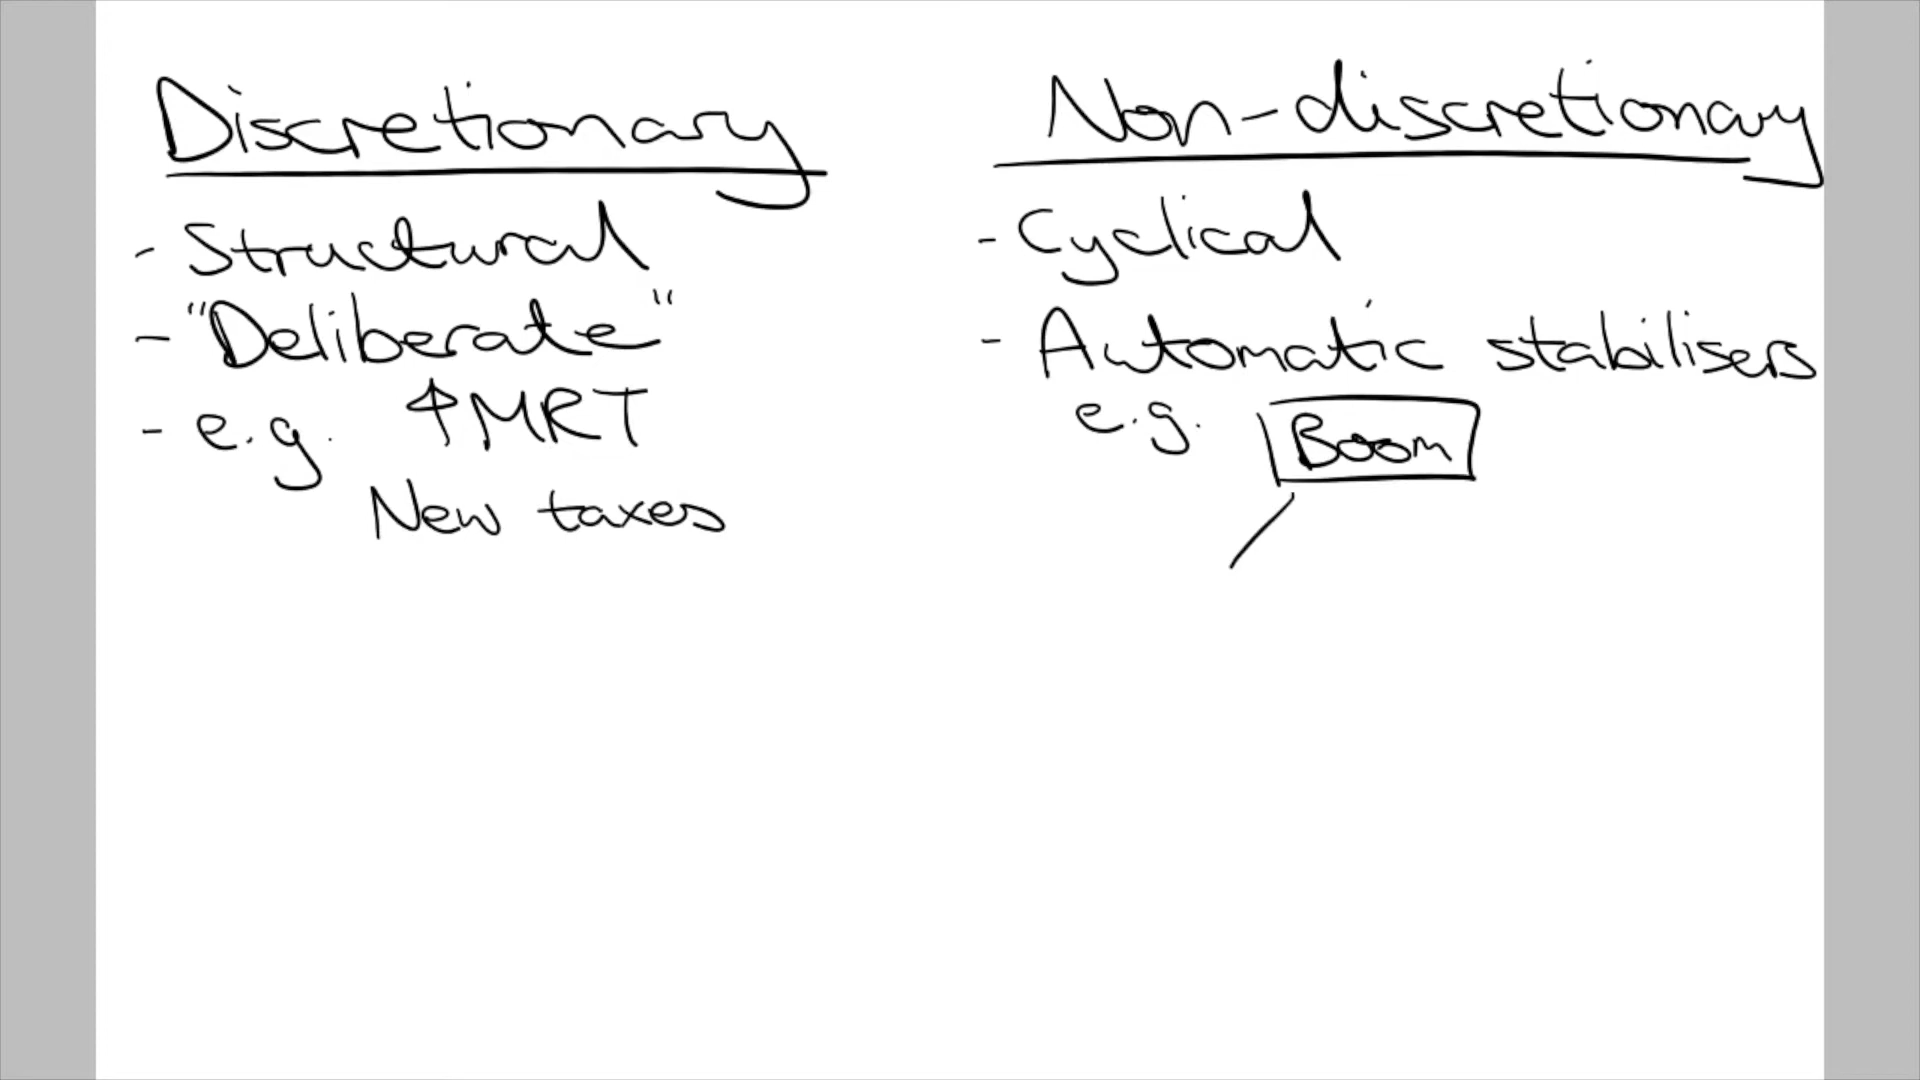 Discretionary
- Structural
- "Deliberate"
- e.g. ↑MRT
New taxes
Non-discretionary
- Cyclical
- Automatic stabilisers
e.g. Boom